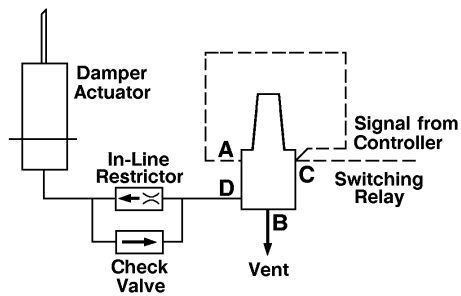 Damper
Actuator
Signal from
Controller
A
C
In-Line
Restrictor
Switching
Relay
D
B
Check
Valve
Vent